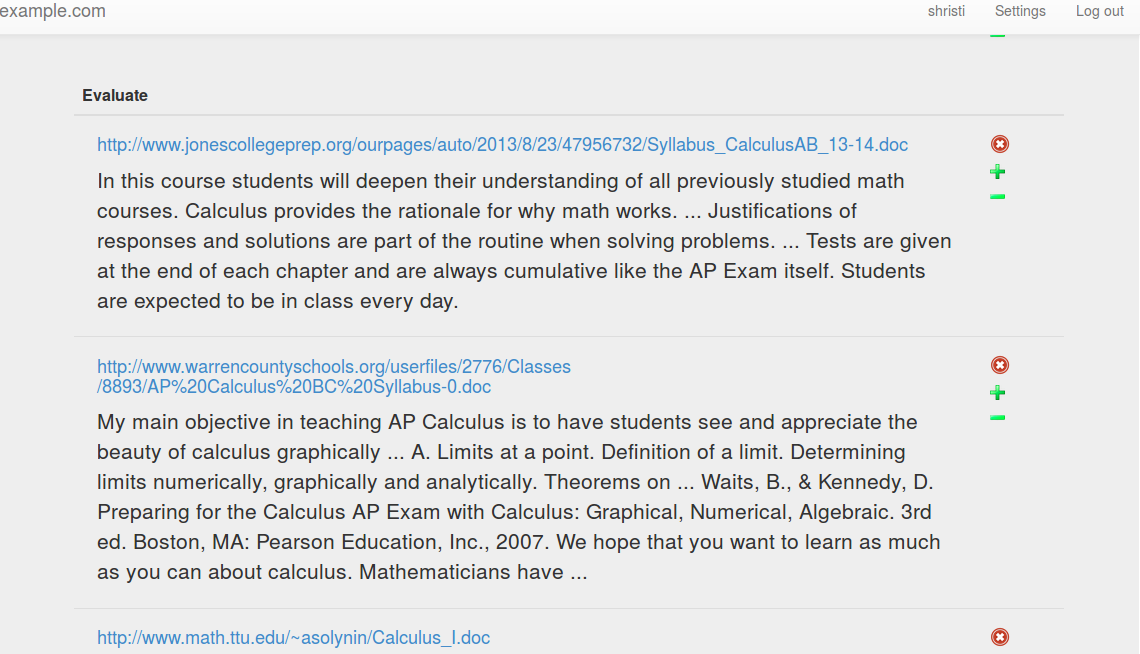 example.com
shristi Settings Log out
Evaluate
http://www.jonescollegeprep.org/ourpages/auto/2013/8/23/47956732/Syllabus_CalculusAB_13-14.doc
In this course students will deepen their understanding of all previously studied math
courses. Calculus provides the rationale for why math works. ... Justifications of
responses and solutions are part of the routine when solving problems. ... Tests are given
at the end of each chapter and are always cumulative like the AP Exam itself. Students
are expected to be in class every day.
http://www.warrencountyschools.org/userfiles/2776/Classes
/8893/AP%20Calculus%20BC%20Syllabus-0.doc
My main objective in teaching AP Calculus is to have students see and appreciate the
beauty of calculus graphically ... A. Limits at a point. Definition of a limit. Determining
limits numerically, graphically and analytically. Theorems on ... Waits, B., & Kennedy, D.
Preparing for the Calculus AP Exam with Calculus: Graphical, Numerical, Algebraic. 3rd
ed. Boston, MA: Pearson Education, Inc., 2007. We hope that you want to learn as much
as you can about calculus. Mathematicians have ...
http://www.math.ttu.edu/~asolynin/Calculus_I.doc